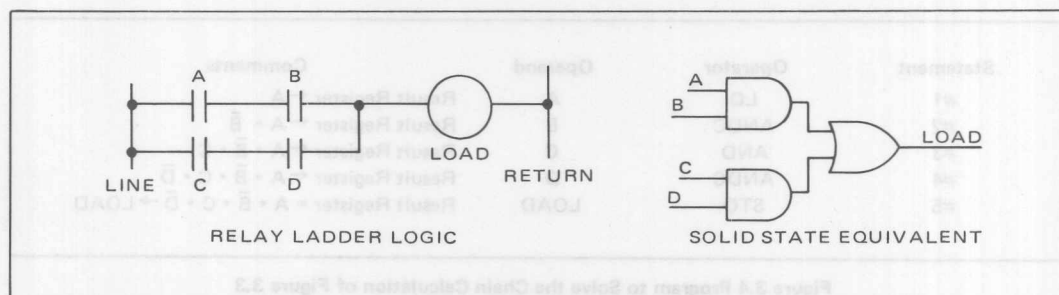 A B
LOAD
LINE C D RETURN
RELAY LADDER LOGIC
A
B
LOAD
C
D
SOLID STATE EQUIVALENT